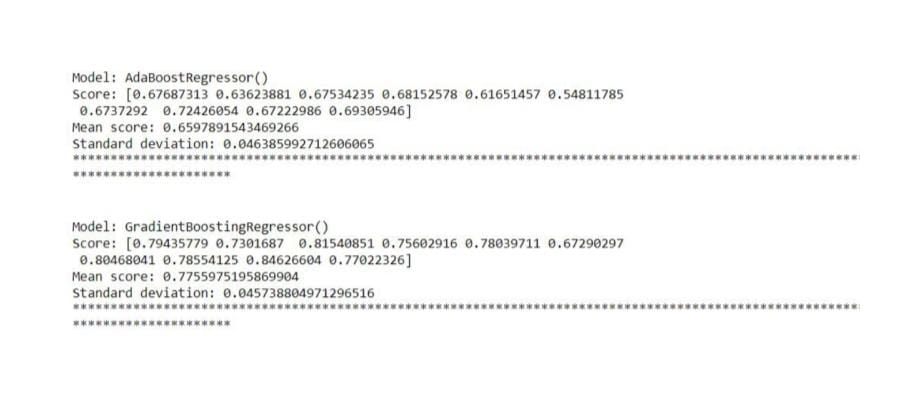 Model: AdaBoostRegressor()
Score: [0.67687313 0.63623881 0.67534235 0.68152578 0.61651457 0.54811785
0.6737292  0.72426054 0.67222986 0.69305946]
Mean score: 0.6597891543469266
Standard deviation: 0.046385992712606065
********************************************************************************************************
*********************
Model: GradientBoostingRegressor()
Score: [0.79435779 0.7301687  0.81540851 0.75602916 0.78039711 0.67290297
0.80468041 0.78554125 0.84626604 0.77022326]
Mean score: 0.7755975195869904
Standard deviation: 0.045738804971296516
********************************************************************************************************
*********************